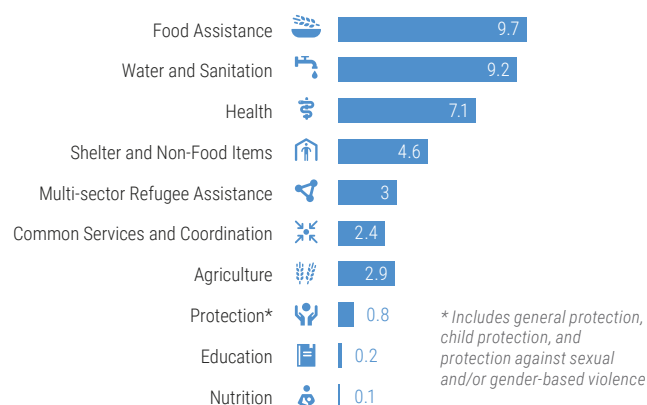 Food Assistance 9.7
Water and Sanitation 9.2
Health 7.1
Shelter and Non-Food Items 4.6
Multi-sector Refugee Assistance 3
Common Services and Coordination 2.4
Agriculture 2.9
Protection* 0.8
* Includes general protection,
child protection, and
protection against sexual
and/or gender-based violence
Education 0.2
Nutrition 0.1